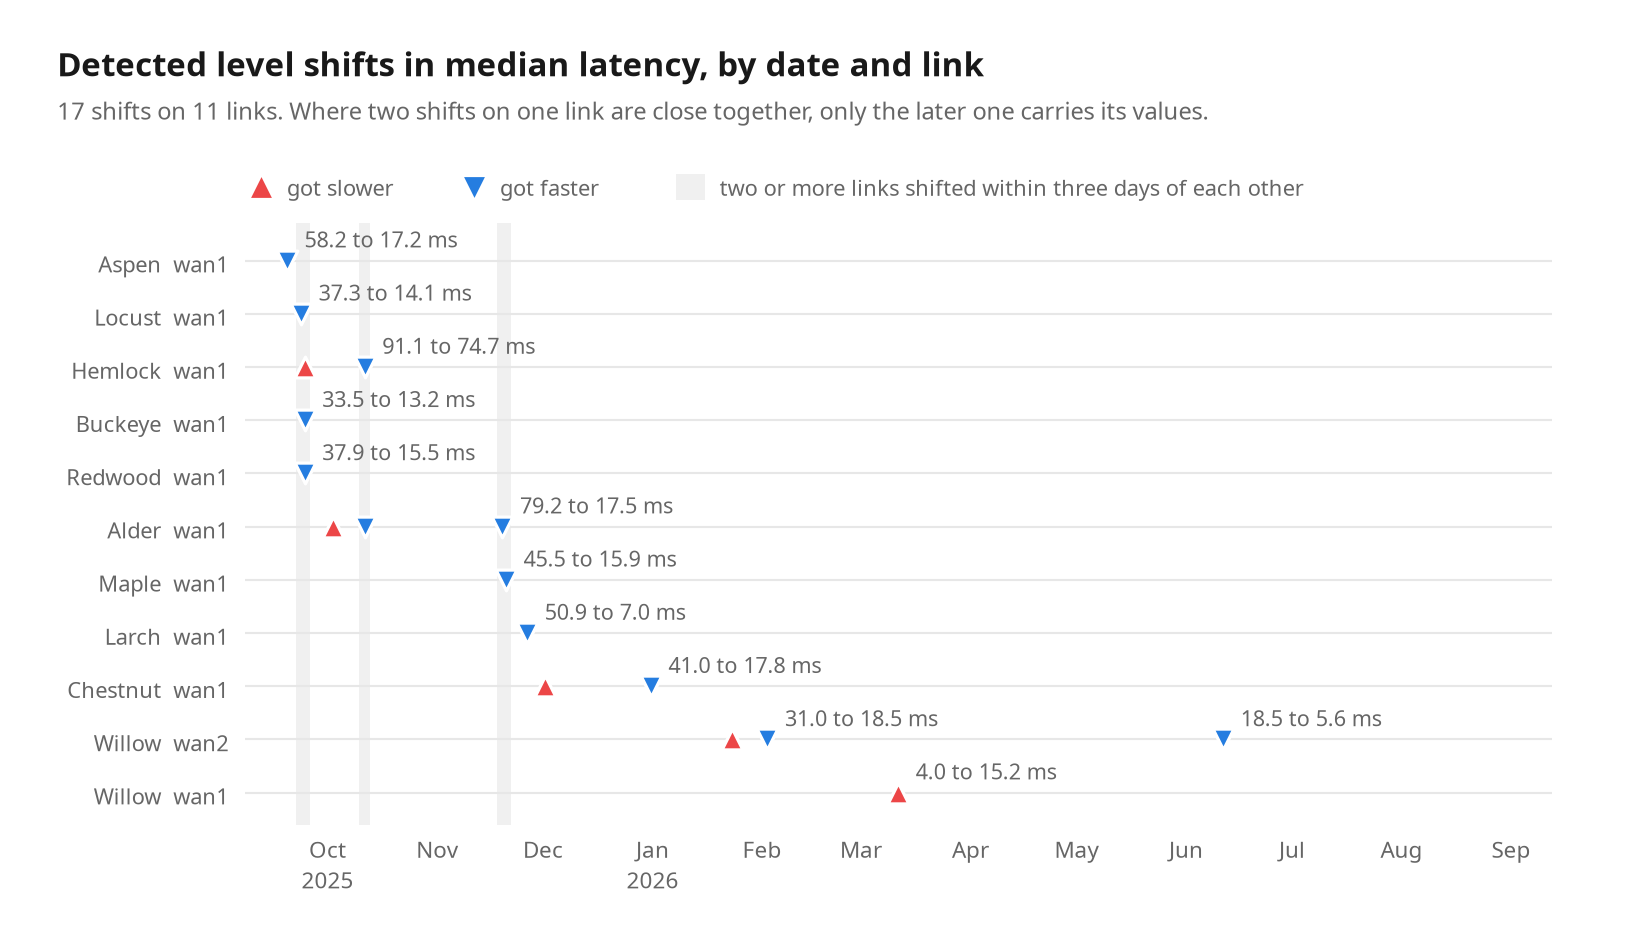 Detected level shifts in median latency, by date and link
17 shifts on 11 links. Where two shifts on one link are close together, only the later one carries its values.
got slower got faster two or more links shifted within three days of each other
58.2 to 17.2 ms
Aspen wan1
37.3 to 14.1 ms
Locust wan1
91.1 to 74.7 ms
Hemlock wan1
33.5 to 13.2 ms
Buckeye wan1
37.9 to 15.5 ms
Redwood wan1
79.2 to 17.5 ms
Alder wan1
45.5 to 15.9 ms
Maple wan1
50.9 to 7.0 ms
Larch wan1
41.0 to 17.8 ms
Chestnut wan1
31.0 to 18.5 ms 18.5 to 5.6 ms
Willow wan2
4.0 to 15.2 ms
Willow wan1
Oct Nov Dec Jan Feb Mar Apr May Jun Jul Aug Sep
2025 2026